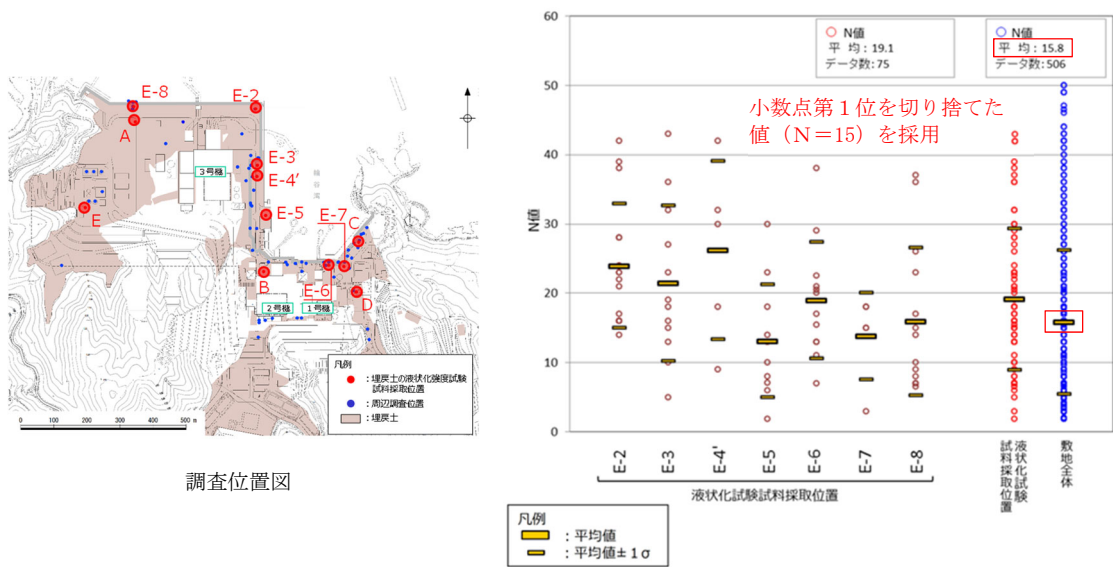 E-8
E-2
A
E-3
3号機
E-4'
E
E-5
E-7
C
B
E-6
D
2号機
1号機
凡例
：埋戻土の液状化強度試験
試料採取位置
：周辺調査位置
：埋戻土
0 100 200 300 400 500 m
調査位置図
60
50
40
30
20
10
0
N値
N値
平 均：19.1
データ数：75
N値
平 均：15.8
データ数：506
小数点第１位を切り捨てた
値（N＝15）を採用
E-2
E-3
E-4'
E-5
E-6
E-7
E-8
液状化試験試料採取位置
液状化試験
試料採取位置
敷地全体
凡例
：平均値
：平均値±１σ